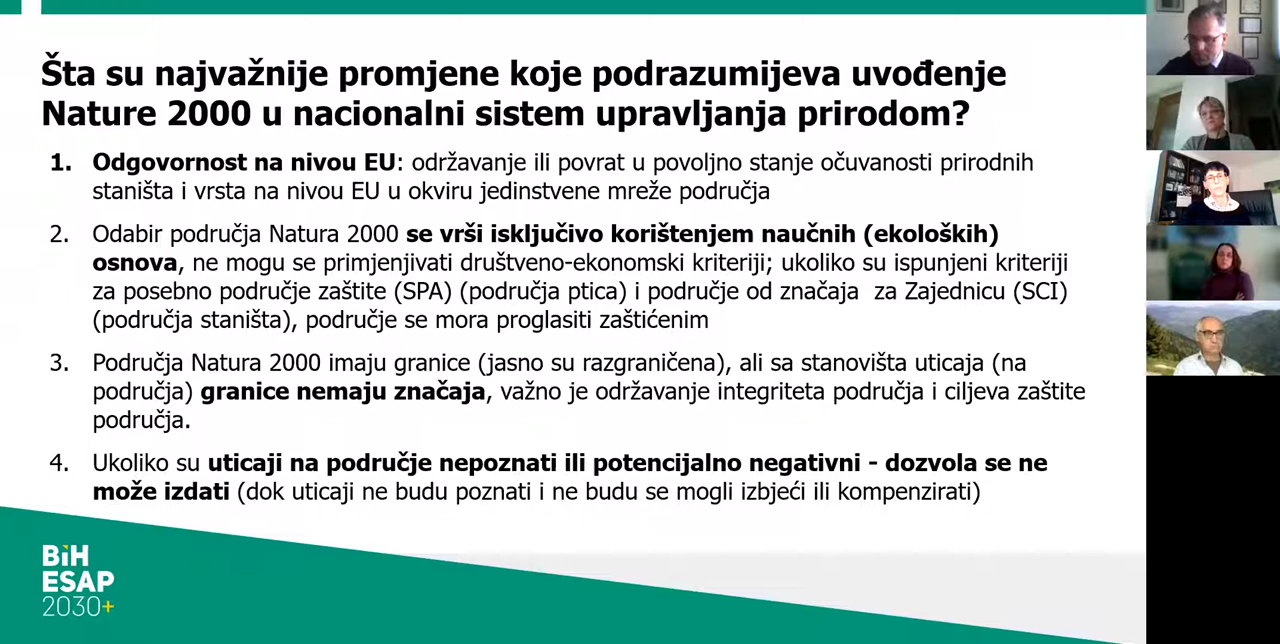 Šta su najvažnije promjene koje podrazumijeva uvođenje
Nature 2000 u nacionalni sistem upravljanja prirodom?
1. Odgovornost na nivou EU: održavanje ili povrat u povoljno stanje očuvanosti prirodnih
staništa i vrsta na nivou EU u okviru jedinstvene mreže područja
2. Odabir područja Natura 2000 se vrši isključivo korištenjem naučnih (ekoloških)
osnova, ne mogu se primjenjivati društveno-ekonomski kriteriji; ukoliko su ispunjeni kriteriji
za posebno područje zaštite (SPA) (područja ptica) i područje od značaja za Zajednicu (SCI)
(područja staništa), područje se mora proglasiti zaštićenim
3. Područja Natura 2000 imaju granice (jasno su razgraničena), ali sa stanovišta uticaja (na
područja) granice nemaju značaja, važno je održavanje integriteta područja i ciljeva zaštite
područja.
4. Ukoliko su uticaji na područje nepoznati ili potencijalno negativni - dozvola se ne
može izdati (dok uticaji ne budu poznati i ne budu se mogli izbjeći ili kompenzirati)
BiH
ESAP
2030+